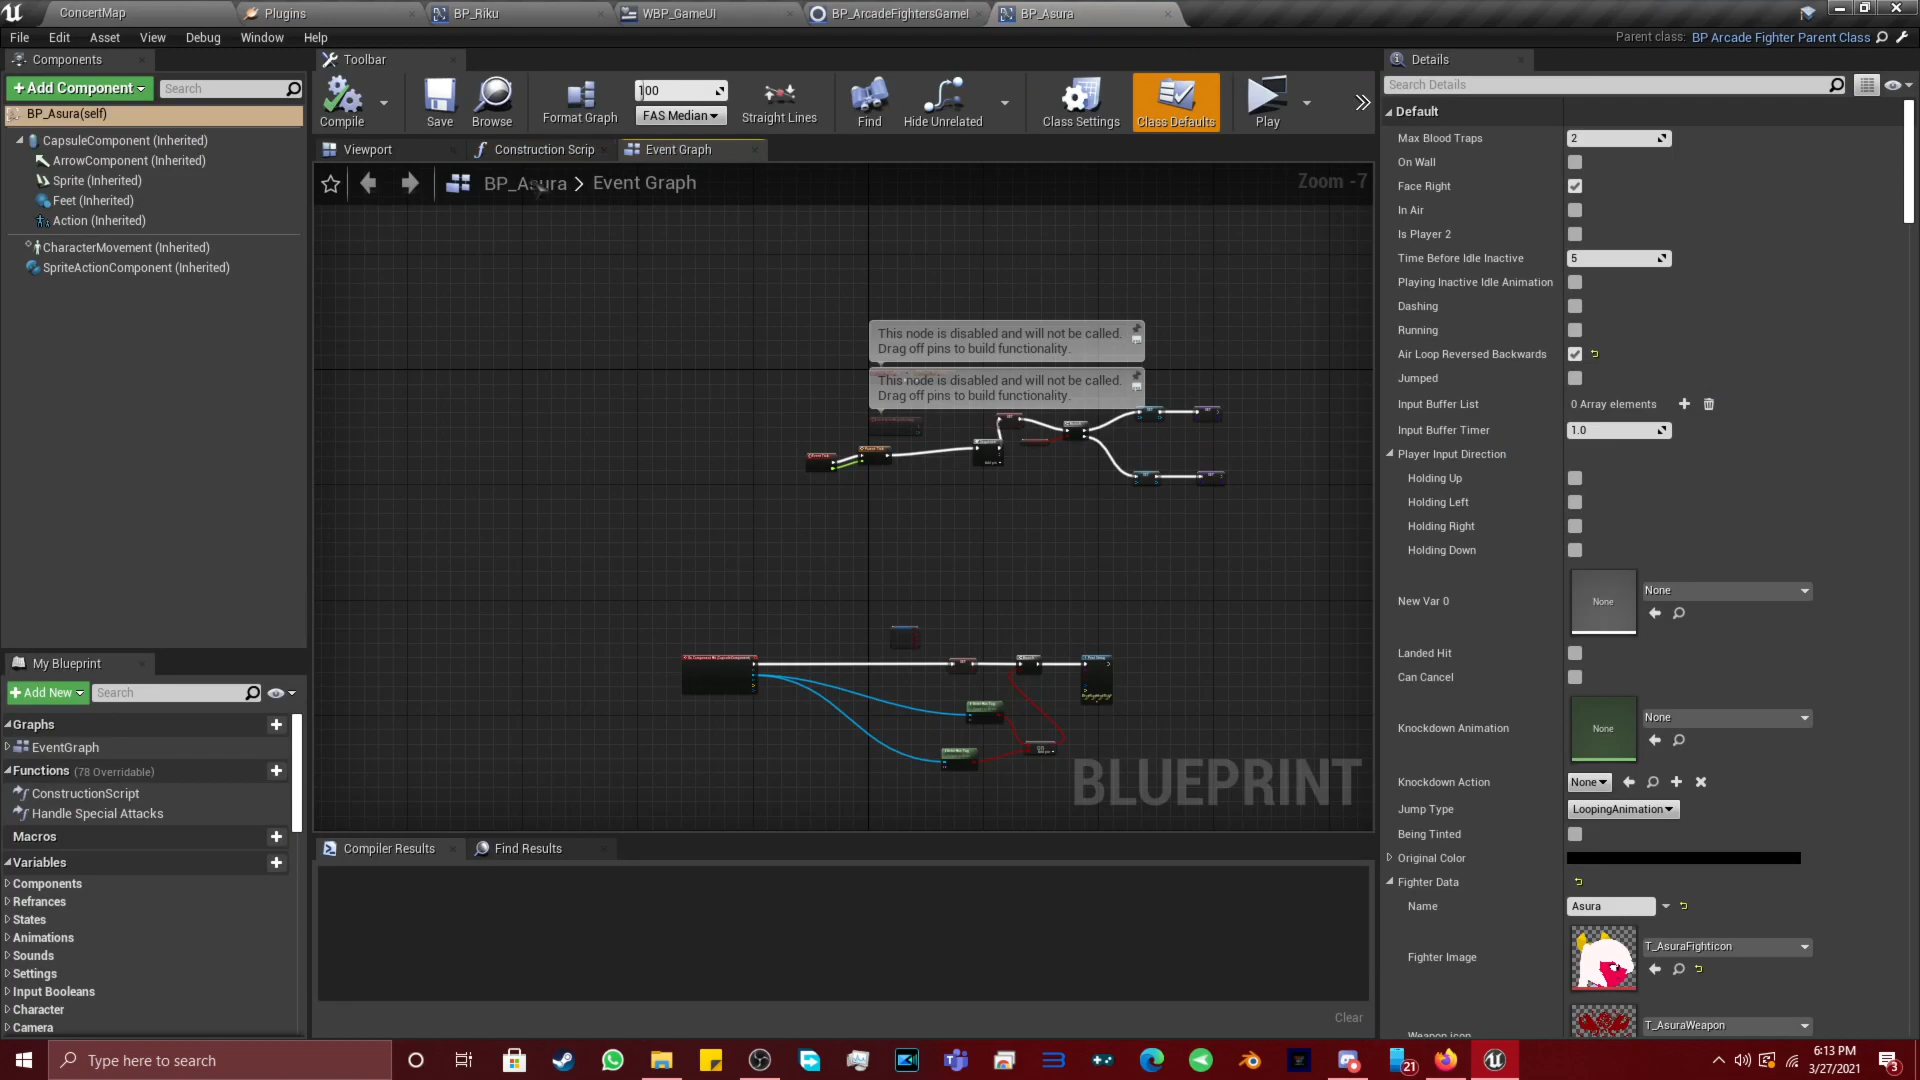 ConcertMap
Plugins
BP_Riku
WBP_GameUI
BP_ArcadeFightersGameI
BP_Asura
File
Edit
Asset
View
Debug
Window
Help
Parent class:
BP Arcade Fighter Parent Class
Components
Toolbar
Details
Add Component
Search
Compile
Save
Browse
Format Graph
100
FAS Median
Straight Lines
Find
Hide Unrelated
Class Settings
Class Defaults
Play
Search Details
BP_Asura(self)
CapsuleComponent (Inherited)
ArrowComponent (Inherited)
Sprite (Inherited)
Feet (Inherited)
Action (Inherited)
CharacterMovement (Inherited)
SpriteActionComponent (Inherited)
Viewport
Construction Scrip
Event Graph
BP_Asura
Event Graph
Zoom -7
This node is disabled and will not be called.
Drag off pins to build functionality.
This node is disabled and will not be called.
Drag off pins to build functionality.
BLUEPRINT
My Blueprint
Add New
Search
Graphs
EventGraph
Functions (78 Overridable)
ConstructionScript
Handle Special Attacks
Macros
Variables
Components
Refrances
States
Animations
Sounds
Settings
Input Booleans
Character
Camera
Compiler Results
Find Results
Clear
Default
Max Blood Traps
2
On Wall
Face Right
In Air
Is Player 2
Time Before Idle Inactive
5
Playing Inactive Idle Animation
Dashing
Running
Air Loop Reversed Backwards
Jumped
Input Buffer List
0 Array elements
Input Buffer Timer
1.0
Player Input Direction
Holding Up
Holding Left
Holding Right
Holding Down
New Var 0
None
None
Landed Hit
Can Cancel
Knockdown Animation
None
None
Knockdown Action
None
Jump Type
LoopingAnimation
Being Tinted
Original Color
Fighter Data
Name
Asura
Fighter Image
T_AsuraFighticon
Weapon icon
T_AsuraWeapon
Type here to search
21
6:13 PM
3/27/2021
3